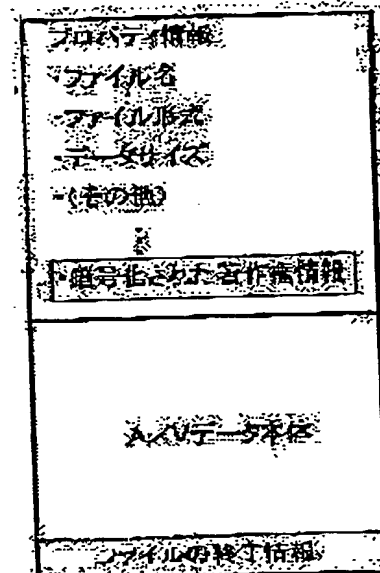 プロパティ情報
・ファイル名
・ファイル形式
・データサイズ
・(その他)
・暗号化された著作権情報
A/Vデータ本体
ファイルの終了情報